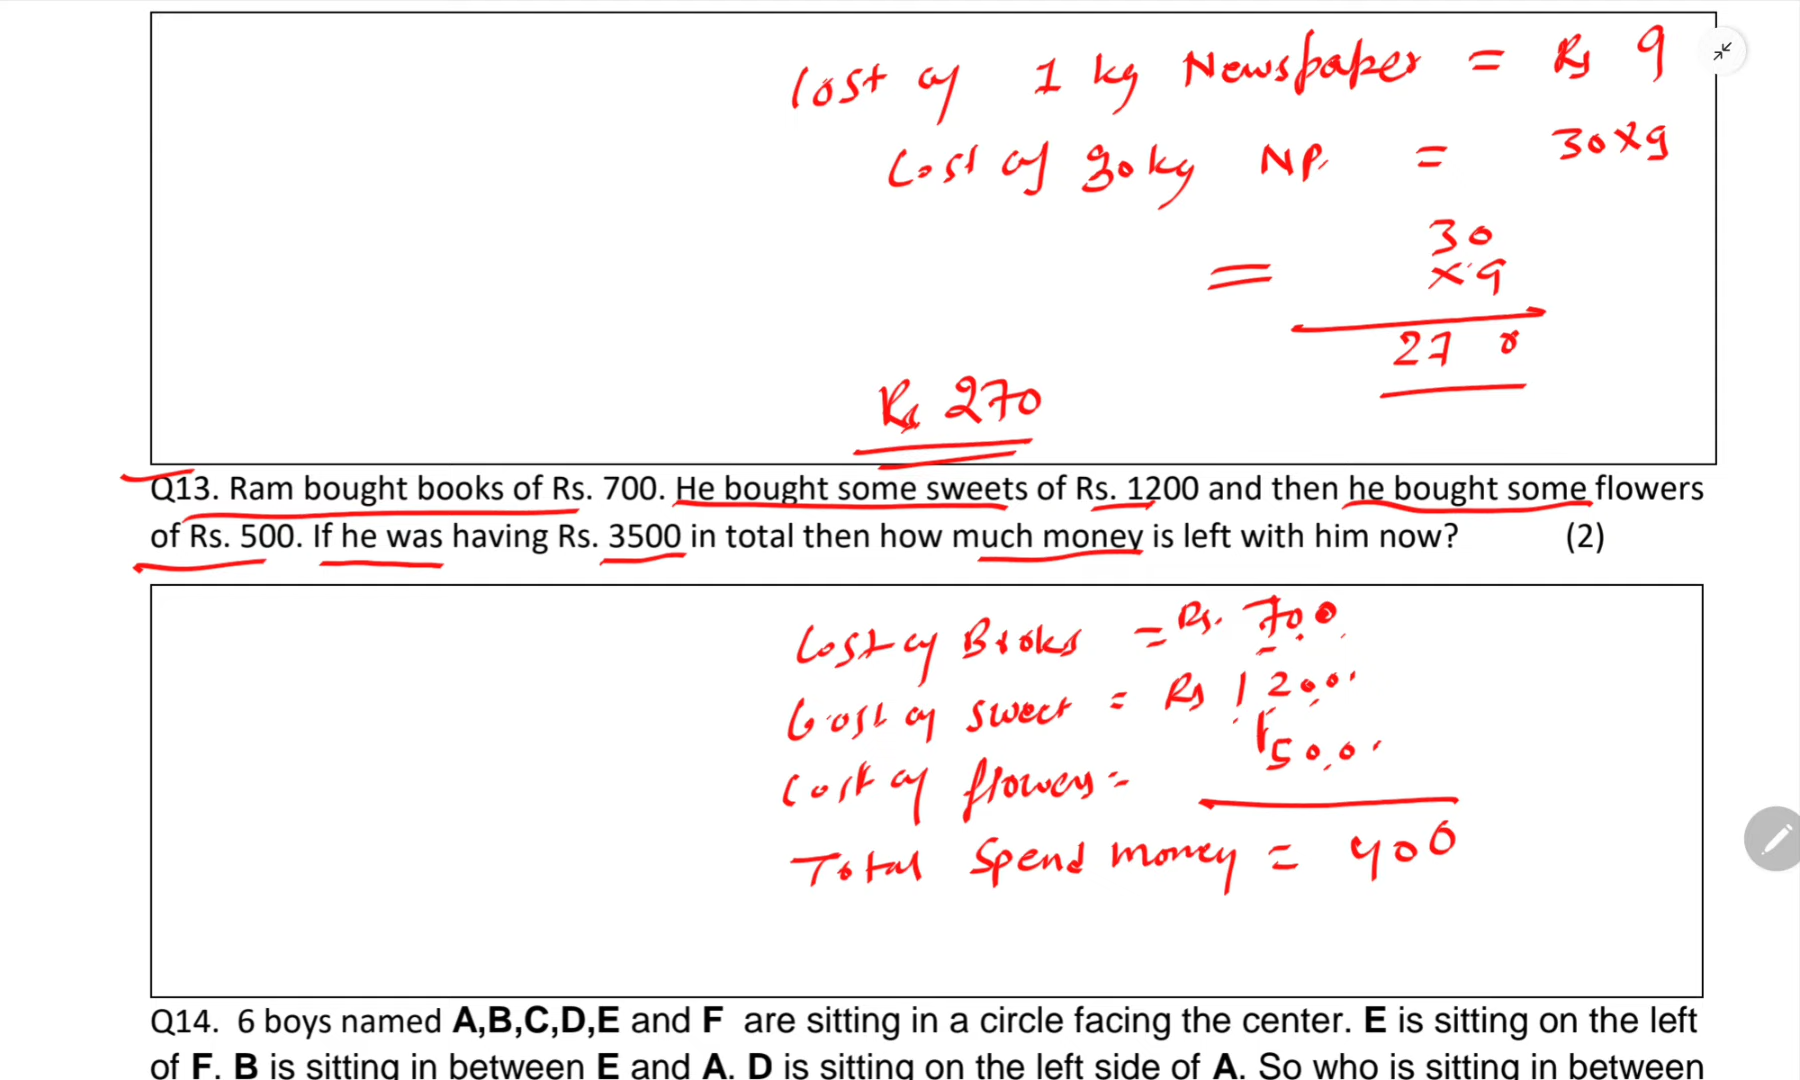 Cost of 1 kg Newspaper = Rs 9
Cost of 30 kg NP. = 30x9
30
= x 9
27 0
Rs 270
Q13. Ram bought books of Rs. 700. He bought some sweets of Rs. 1200 and then he bought some flowers
of Rs. 500. If he was having Rs. 3500 in total then how much money is left with him now? (2)
Cost of Books = Rs. 700
Cost of sweet = Rs 1200
Cost of flowers = 500
Total Spend money = 400
Q14. 6 boys named A,B,C,D,E and F are sitting in a circle facing the center. E is sitting on the left
of F. B is sitting in between E and A. D is sitting on the left side of A. So who is sitting in between